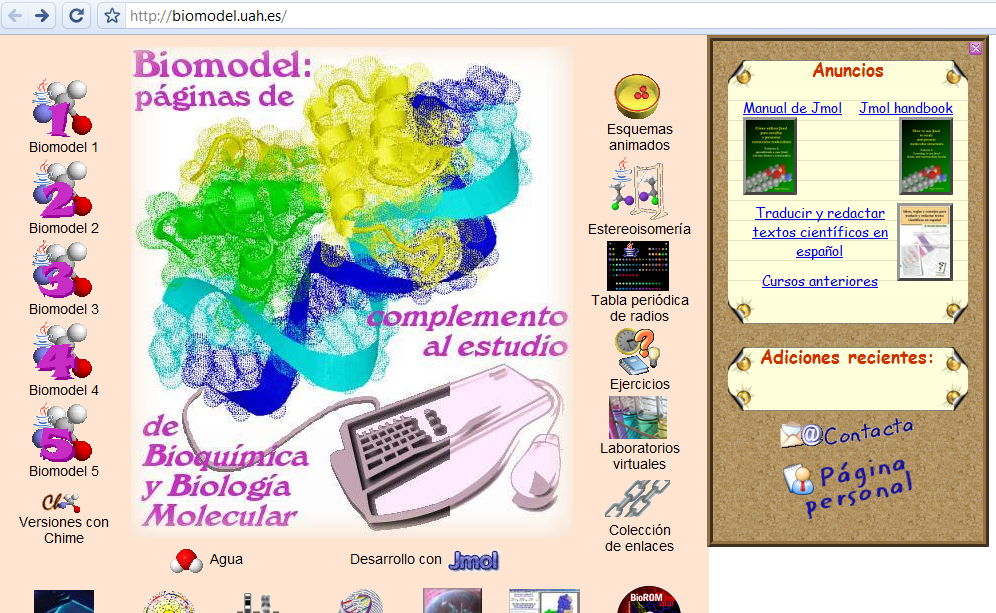 http://biomodel.uah.es/
Biomodel:
páginas de
complemento
al estudio
de
Bioquímica
y Biología
Molecular
1
Biomodel 1
2
Biomodel 2
3
Biomodel 3
4
Biomodel 4
5
Biomodel 5
Ch
Versiones con
Chime
Agua
Desarrollo con Jmol
Esquemas
animados
Estereoisomería
Tabla periódica
de radios
Ejercicios
Laboratorios
virtuales
Colección
de enlaces
BioROM
Anuncios
Manual de Jmol Jmol handbook
Traducir y redactar
textos científicos en
español
Cursos anteriores
Adiciones recientes:
Contacta
Página
personal